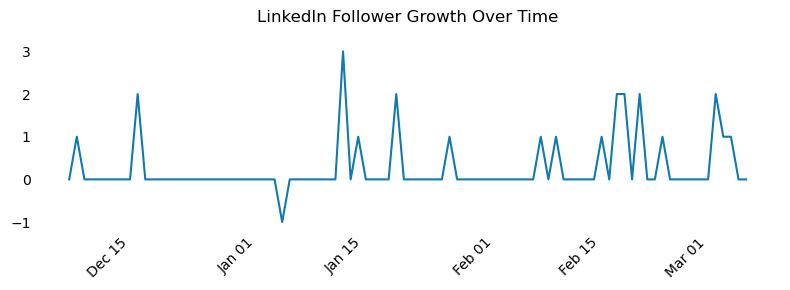 LinkedIn Follower Growth Over Time
3
2
1
0
−1
Dec 15
Jan 01
Jan 15
Feb 01
Feb 15
Mar 01